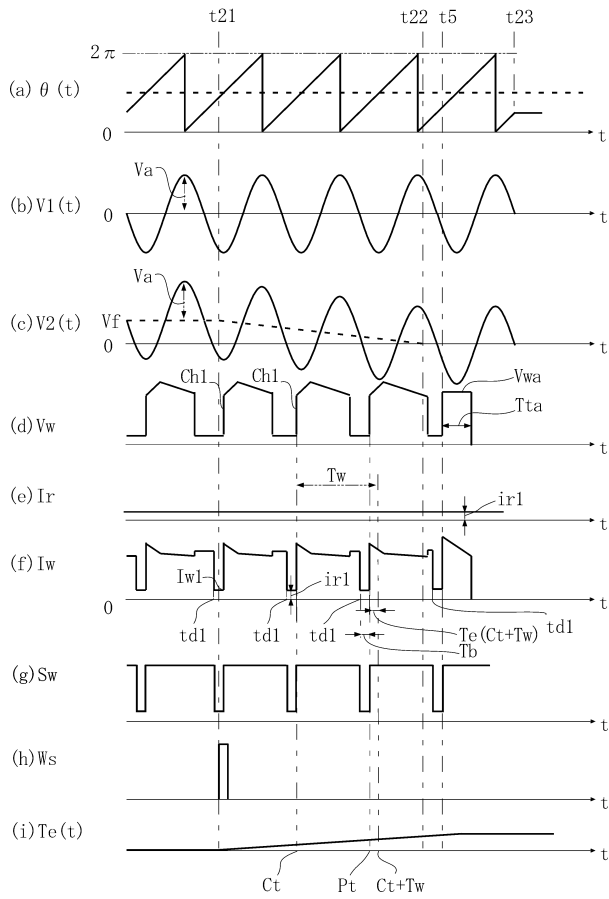 t21 t22 t5 t23
2π
(a) θ (t)
0 t
Va
(b)V1(t) 0 t
Va
(c)V2(t) Vf
0 t
Ch1 Ch1 Vwa
Tta
(d)Vw t
Tw
(e)Ir ir1
t
(f)Iw Iw1 ir1
0 t
td1 td1 td1 Te(Ct+Tw) td1
Tb
(g)Sw
t
(h)Ws
t
(i)Te(t)
t
Ct Pt Ct+Tw